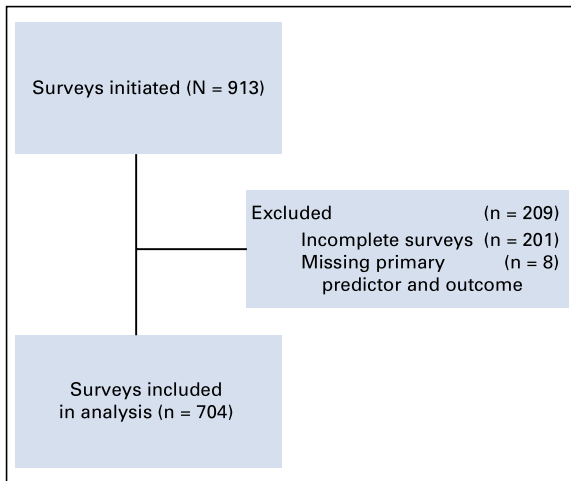 Surveys initiated (N = 913)
Excluded (n = 209)
Incomplete surveys (n = 201)
Missing primary (n = 8)
predictor and outcome
Surveys included
in analysis (n = 704)